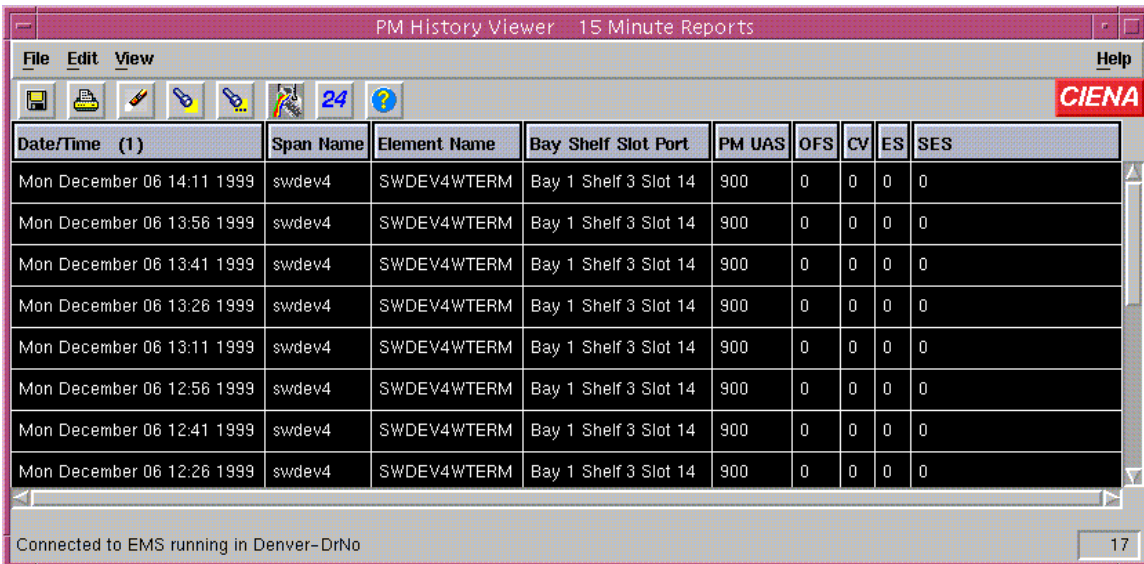 PM History Viewer 15 Minute Reports
File Edit View Help
24 ? CIENA
Date/Time (1) Span Name Element Name Bay Shelf Slot Port PM UAS OFS CV ES SES
Mon December 06 14:11 1999 swdev4 SWDEV4WTERM Bay 1 Shelf 3 Slot 14 900 0 0 0 0
Mon December 06 13:56 1999 swdev4 SWDEV4WTERM Bay 1 Shelf 3 Slot 14 900 0 0 0 0
Mon December 06 13:41 1999 swdev4 SWDEV4WTERM Bay 1 Shelf 3 Slot 14 900 0 0 0 0
Mon December 06 13:26 1999 swdev4 SWDEV4WTERM Bay 1 Shelf 3 Slot 14 900 0 0 0 0
Mon December 06 13:11 1999 swdev4 SWDEV4WTERM Bay 1 Shelf 3 Slot 14 900 0 0 0 0
Mon December 06 12:56 1999 swdev4 SWDEV4WTERM Bay 1 Shelf 3 Slot 14 900 0 0 0 0
Mon December 06 12:41 1999 swdev4 SWDEV4WTERM Bay 1 Shelf 3 Slot 14 900 0 0 0 0
Mon December 06 12:26 1999 swdev4 SWDEV4WTERM Bay 1 Shelf 3 Slot 14 900 0 0 0 0
Connected to EMS running in Denver-DrNo 17